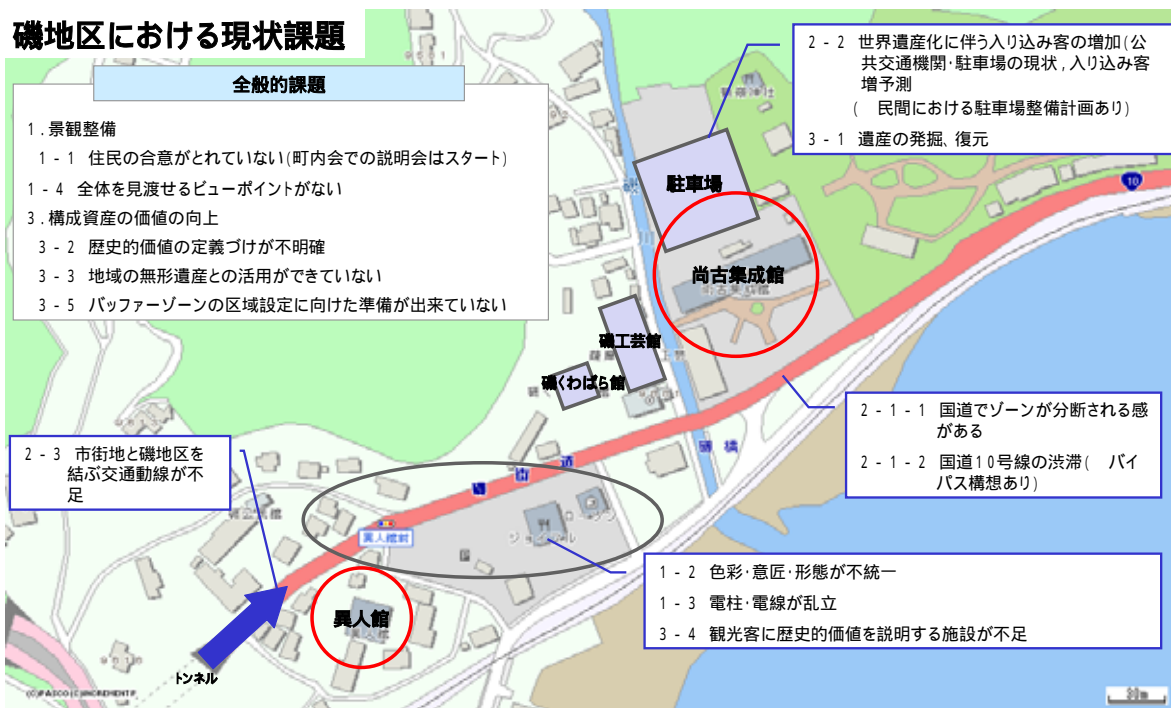 磯地区における現状課題
全般的課題
1．景観整備
1-1 住民の合意がとれていない(町内会での説明会はスタート)
1-4 全体を見渡せるビューポイントがない
3．構成資産の価値の向上
3-2 歴史的価値の定義づけが不明確
3-3 地域の無形遺産との活用ができていない
3-5 バッファーゾーンの区域設定に向けた準備が出来ていない
2-2 世界遺産化に伴う入り込み客の増加(公
共交通機関・駐車場の現状，入り込み客
増予測
( 民間における駐車場整備計画あり)
3-1 遺産の発掘、復元
10
駐車場
尚古集成館
磯工芸館
磯くわはら館
磯橋
2-1-1 国道でゾーンが分断される感
がある
2-1-2 国道10号線の渋滞( バイ
パス構想あり)
2-3 市街地と磯地区を
結ぶ交通動線が不
足
異人館前
ジョイフル
1-2 色彩・意匠・形態が不統一
1-3 電柱・電線が乱立
3-4 観光客に歴史的価値を説明する施設が不足
異人館
トンネル
30m